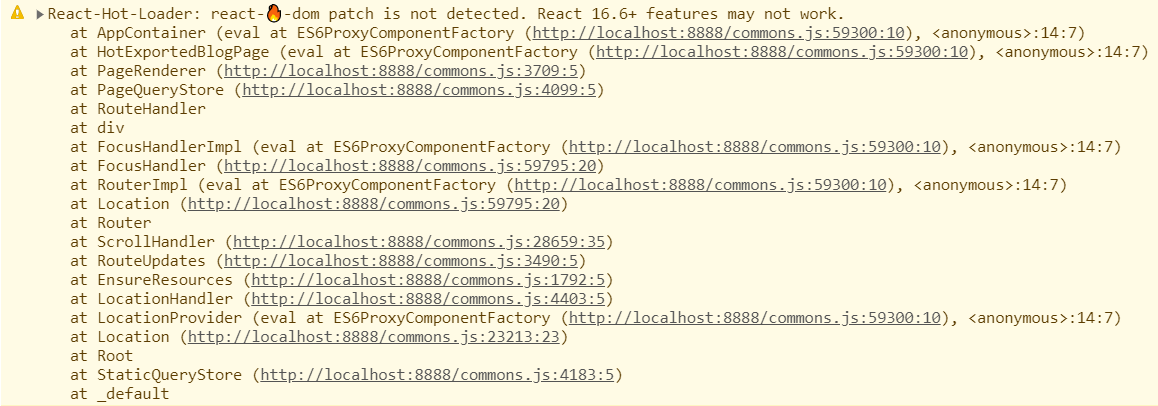 React-Hot-Loader: react-🔥-dom patch is not detected. React 16.6+ features may not work.
at AppContainer (eval at ES6ProxyComponentFactory (http://localhost:8888/commons.js:59300:10), <anonymous>:14:7)
at HotExportedBlogPage (eval at ES6ProxyComponentFactory (http://localhost:8888/commons.js:59300:10), <anonymous>:14:7)
at PageRenderer (http://localhost:8888/commons.js:3709:5)
at PageQueryStore (http://localhost:8888/commons.js:4099:5)
at RouteHandler
at div
at FocusHandlerImpl (eval at ES6ProxyComponentFactory (http://localhost:8888/commons.js:59300:10), <anonymous>:14:7)
at FocusHandler (http://localhost:8888/commons.js:59795:20)
at RouterImpl (eval at ES6ProxyComponentFactory (http://localhost:8888/commons.js:59300:10), <anonymous>:14:7)
at Location (http://localhost:8888/commons.js:59795:20)
at Router
at ScrollHandler (http://localhost:8888/commons.js:28659:35)
at RouteUpdates (http://localhost:8888/commons.js:3490:5)
at EnsureResources (http://localhost:8888/commons.js:1792:5)
at LocationHandler (http://localhost:8888/commons.js:4403:5)
at LocationProvider (eval at ES6ProxyComponentFactory (http://localhost:8888/commons.js:59300:10), <anonymous>:14:7)
at Location (http://localhost:8888/commons.js:23213:23)
at Root
at StaticQueryStore (http://localhost:8888/commons.js:4183:5)
at _default